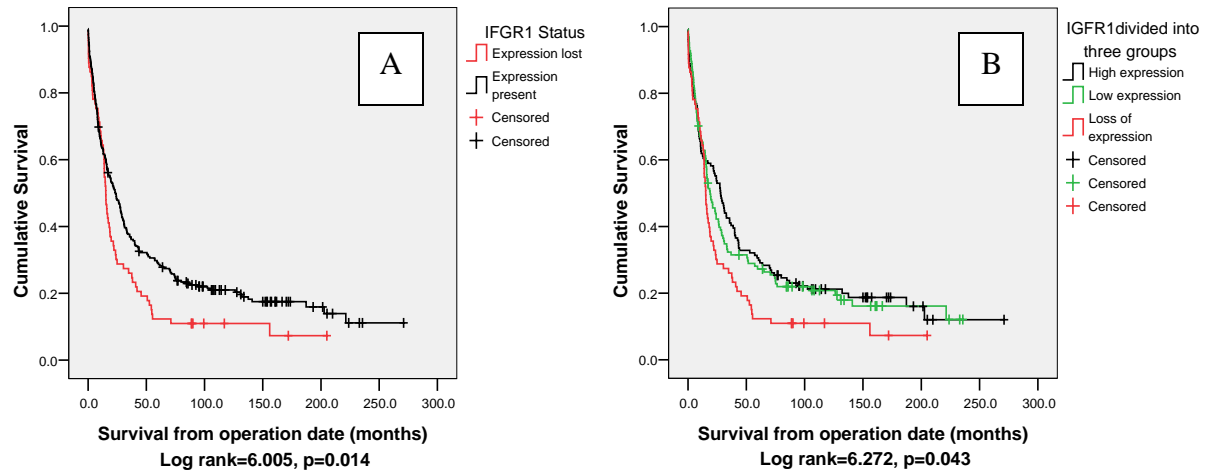 A
IFGR1 Status
Expression lost
Expression
present
Censored
Censored
Cumulative Survival
1.0
0.8
0.6
0.4
0.2
0.0
0.0 50.0 100.0 150.0 200.0 250.0 300.0
Survival from operation date (months)
Log rank=6.005, p=0.014
B
IGFR1divided into
three groups
High expression
Low expression
Loss of
expression
Censored
Censored
Censored
Cumulative Survival
1.0
0.8
0.6
0.4
0.2
0.0
0.0 50.0 100.0 150.0 200.0 250.0 300.0
Survival from operation date (months)
Log rank=6.272, p=0.043